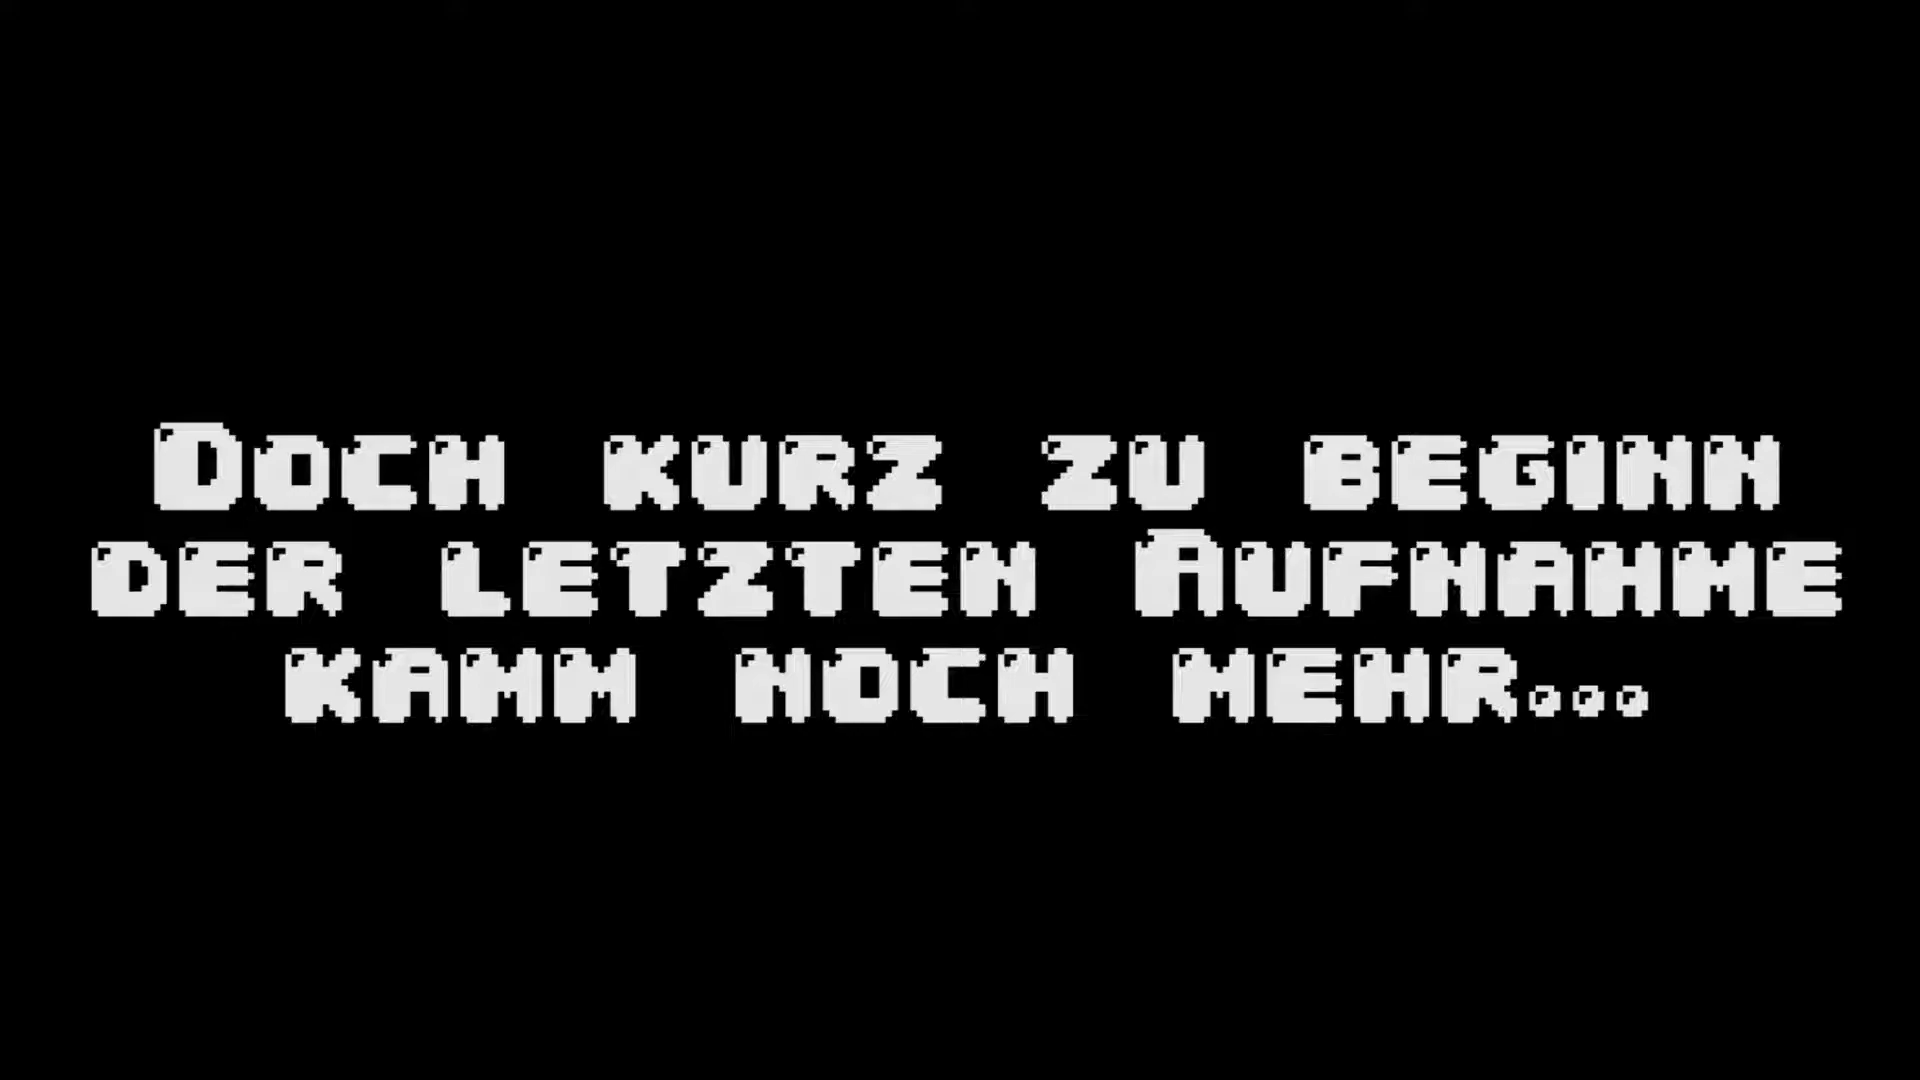 Doch kurz zu beginn
der letzten Aufnahme
kamm noch mehr...